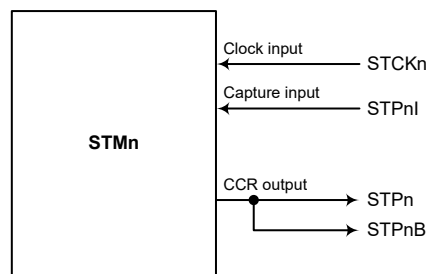 Clock input
STCKn
Capture input
STPnI
STMn
CCR output
STPn
STPnB